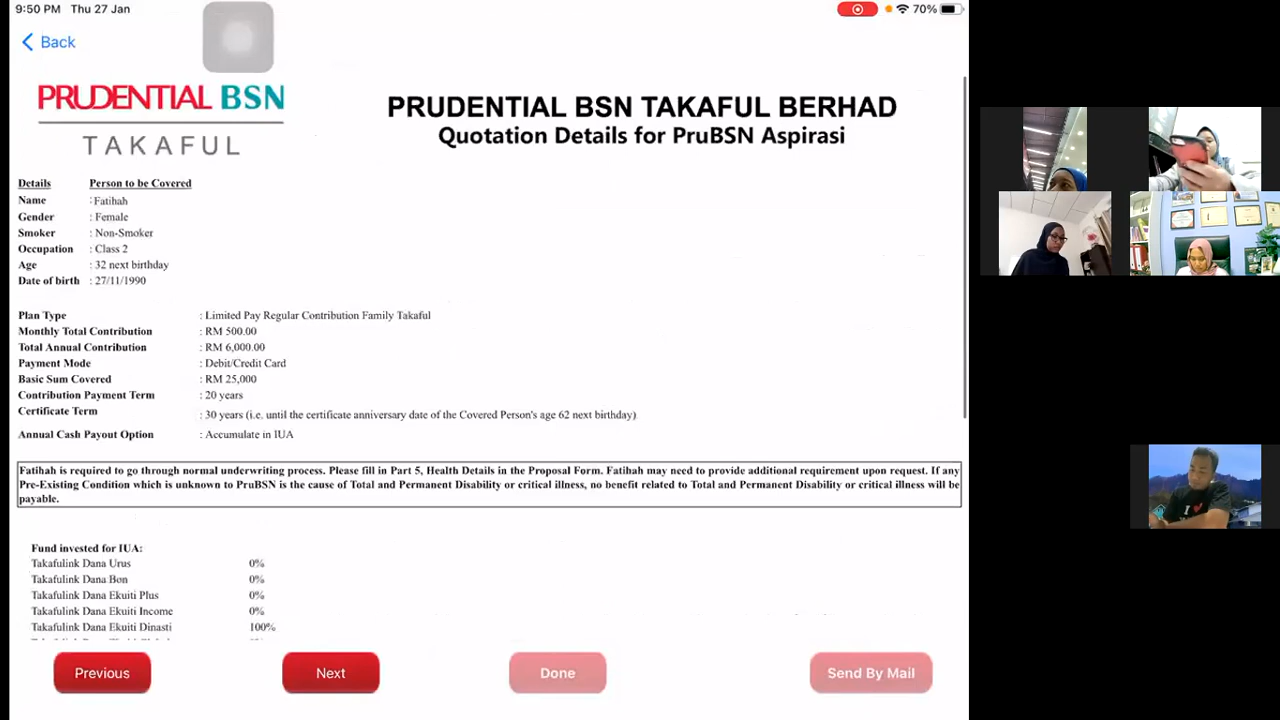 9:50 PM Thu 27 Jan
70%
Back
PRUDENTIAL BSN
TAKAFUL
PRUDENTIAL BSN TAKAFUL BERHAD
Quotation Details for PruBSN Aspirasi
Details Person to be Covered
Name : Fatihah
Gender : Female
Smoker : Non-Smoker
Occupation : Class 2
Age : 32 next birthday
Date of birth : 27/11/1990
Plan Type : Limited Pay Regular Contribution Family Takaful
Monthly Total Contribution : RM 500.00
Total Annual Contribution : RM 6,000.00
Payment Mode : Debit/Credit Card
Basic Sum Covered : RM 25,000
Contribution Payment Term : 20 years
Certificate Term : 30 years (i.e. until the certificate anniversary date of the Covered Person's age 62 next birthday)
Annual Cash Payout Option : Accumulate in IUA
Fatihah is required to go through normal underwriting process. Please fill in Part 5, Health Details in the Proposal Form. Fatihah may need to provide additional requirement upon request. If any
Pre-Existing Condition which is unknown to PruBSN is the cause of Total and Permanent Disability or critical illness, no benefit related to Total and Permanent Disability or critical illness will be
payable.
Fund invested for IUA:
Takafulink Dana Urus 0%
Takafulink Dana Bon 0%
Takafulink Dana Ekuiti Plus 0%
Takafulink Dana Ekuiti Income 0%
Takafulink Dana Ekuiti Dinasti 100%
Previous
Next
Done
Send By Mail